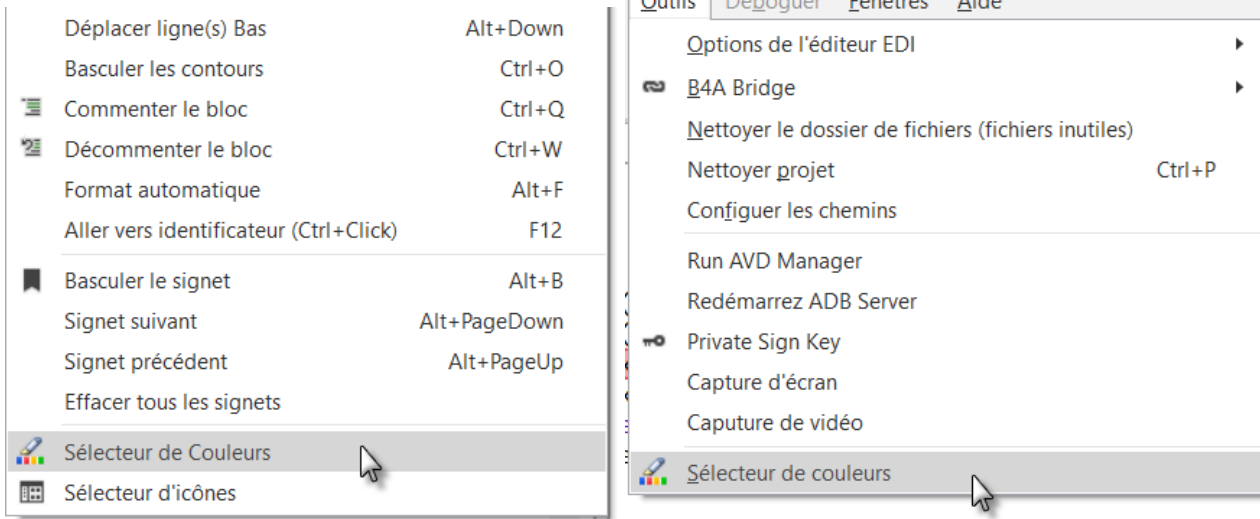 Déplacer ligne(s) Bas Alt+Down
Basculer les contours Ctrl+O
Commenter le bloc Ctrl+Q
Décommenter le bloc Ctrl+W
Format automatique Alt+F
Aller vers identificateur (Ctrl+Click) F12
Basculer le signet Alt+B
Signet suivant Alt+PageDown
Signet précédent Alt+PageUp
Effacer tous les signets
Sélecteur de Couleurs
Sélecteur d'icônes
Outils Déboguer Fenêtres Aide
Options de l'éditeur EDI
B4A Bridge
Nettoyer le dossier de fichiers (fichiers inutiles)
Nettoyer projet Ctrl+P
Configuer les chemins
Run AVD Manager
Redémarrez ADB Server
Private Sign Key
Capture d'écran
Caputure de vidéo
Sélecteur de couleurs